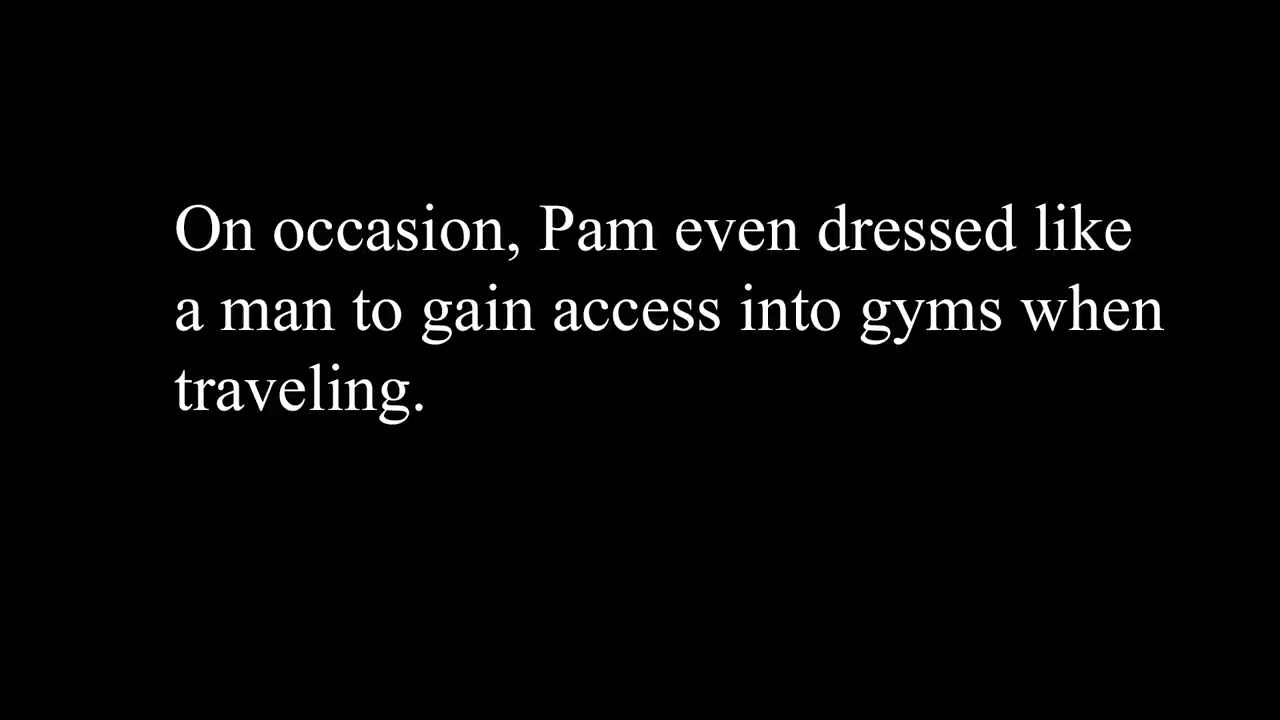 On occasion, Pam even dressed like
a man to gain access into gyms when
traveling.